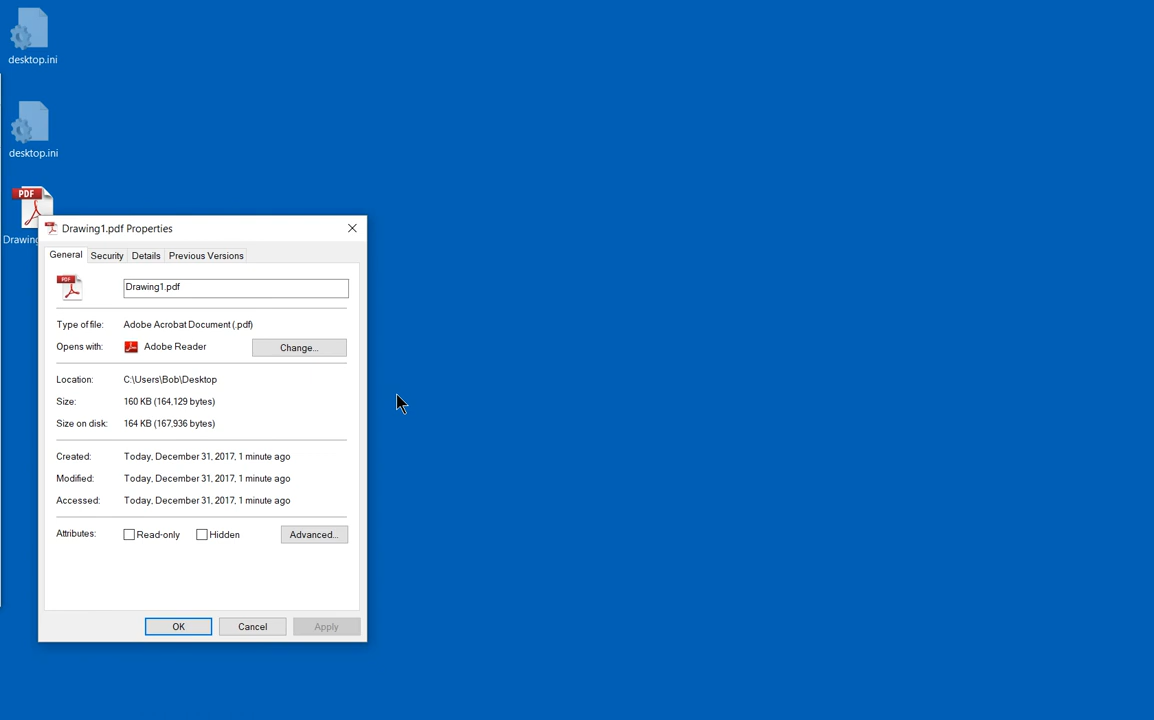 desktop.ini
desktop.ini
PDF
Drawing
Drawing1.pdf Properties
General Security Details Previous Versions
PDF
Drawing1.pdf
Type of file: Adobe Acrobat Document (.pdf)
Opens with: Adobe Reader Change...
Location: C:\Users\Bob\Desktop
Size: 160 KB (164,129 bytes)
Size on disk: 164 KB (167,936 bytes)
Created: Today, December 31, 2017, 1 minute ago
Modified: Today, December 31, 2017, 1 minute ago
Accessed: Today, December 31, 2017, 1 minute ago
Attributes: Read-only Hidden Advanced...
OK Cancel Apply